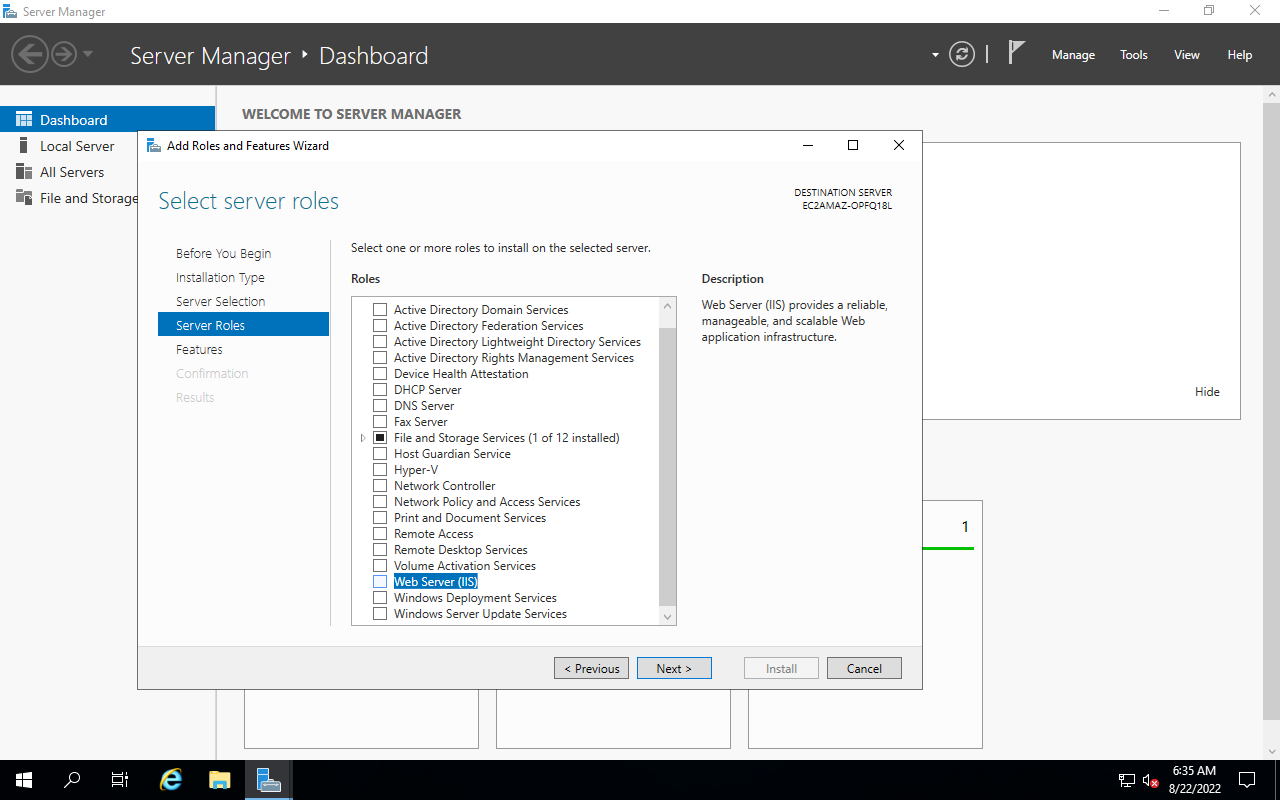 Server Manager
Server Manager ‣ Dashboard
Manage
Tools
View
Help
Dashboard
Local Server
All Servers
File and Storage
WELCOME TO SERVER MANAGER
Hide
1
Add Roles and Features Wizard
Select server roles
DESTINATION SERVER
EC2AMAZ-OPFQ18L
Before You Begin
Installation Type
Server Selection
Server Roles
Features
Confirmation
Results
Select one or more roles to install on the selected server.
Roles
Active Directory Domain Services
Active Directory Federation Services
Active Directory Lightweight Directory Services
Active Directory Rights Management Services
Device Health Attestation
DHCP Server
DNS Server
Fax Server
File and Storage Services (1 of 12 installed)
Host Guardian Service
Hyper-V
Network Controller
Network Policy and Access Services
Print and Document Services
Remote Access
Remote Desktop Services
Volume Activation Services
Web Server (IIS)
Windows Deployment Services
Windows Server Update Services
Description
Web Server (IIS) provides a reliable,
manageable, and scalable Web
application infrastructure.
< Previous
Next >
Install
Cancel
6:35 AM
8/22/2022